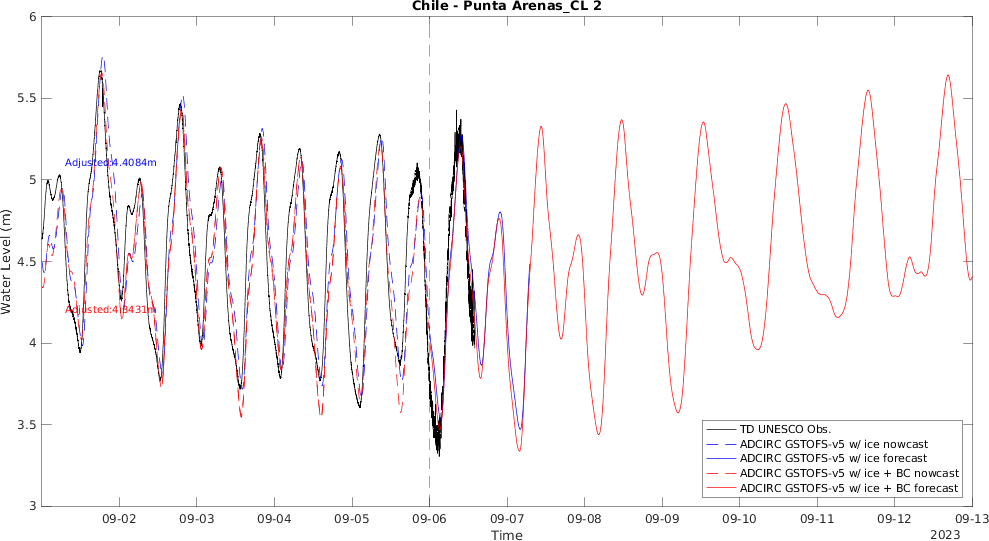 Chile - Punta Arenas_CL 2
6
5.5
5
4.5
4
3.5
3
Water Level (m)
Adjusted:4.4084m
Adjusted:4.3431m
TD UNESCO Obs.
ADCIRC GSTOFS-v5 w/ ice nowcast
ADCIRC GSTOFS-v5 w/ ice forecast
ADCIRC GSTOFS-v5 w/ ice + BC nowcast
ADCIRC GSTOFS-v5 w/ ice + BC forecast
09-02 09-03 09-04 09-05 09-06 09-07 09-08 09-09 09-10 09-11 09-12 09-13
Time
2023